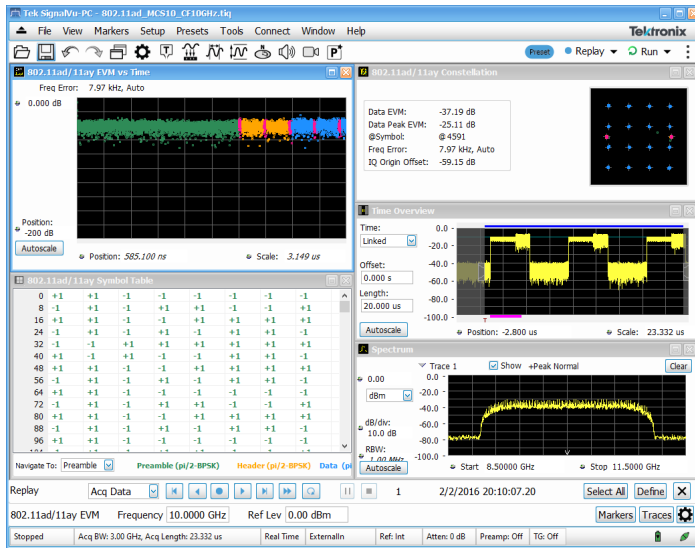 Tek SignalVu-PC - 802.11ad_MCS10_CF10GHz.tiq
File View Markers Setup Presets Tools Connect Window Help
Tektronix
Preset Replay Run
802.11ad/11ay EVM vs Time
Freq Error: 7.97 kHz, Auto
0.000 dB
Position:
-200 dB
Autoscale
Position: 585.100 ns
Scale: 3.149 us
802.11ad/11ay Constellation
Data EVM: -37.19 dB
Data Peak EVM: -25.11 dB
@Symbol: @ 4591
Freq Error: 7.97 kHz, Auto
IQ Origin Offset: -59.15 dB
Time Overview
Time:
Linked
Offset:
0.000 s
Length:
20.000 us
Autoscale
0.0
-20.0
-40.0
-60.0
-80.0
-100.0
T
Position: -2.800 us
Scale: 23.332 us
802.11ad/11ay Symbol Table
0 +1 +1 -1 -1 -1 -1 -1 -1
8 -1 +1 -1 +1 +1 -1 -1 +1
16 +1 +1 -1 -1 +1 +1 +1 +1
24 -1 +1 -1 +1 -1 +1 +1 -1
32 -1 -1 +1 +1 +1 +1 +1 +1
40 +1 -1 +1 -1 -1 +1 +1 -1
48 +1 +1 -1 -1 +1 +1 +1 +1
56 -1 +1 -1 +1 -1 +1 +1 -1
64 +1 +1 -1 -1 -1 -1 -1 -1
72 -1 +1 -1 +1 +1 -1 -1 +1
80 +1 +1 -1 -1 +1 +1 +1 +1
88 -1 +1 -1 +1 -1 +1 +1 -1
96 +1 +1 -1 -1 -1 -1 -1 -1
Navigate To: Preamble
Preamble (pi/2-BPSK) Header (pi/2-BPSK) Data (pi
Spectrum
Trace 1 Show +Peak Normal Clear
0.00
dBm
dB/div:
10.0 dB
RBW:
1.00 MHz
Autoscale
0.0
-20.0
-40.0
-60.0
-80.0
-100.0
Start 8.50000 GHz
Stop 11.5000 GHz
Replay Acq Data 1 2/2/2016 20:10:07.20 Select All Define
802.11ad/11ay EVM Frequency 10.0000 GHz Ref Lev 0.00 dBm Markers Traces
Stopped Acq BW: 3.00 GHz, Acq Length: 23.332 us Real Time ExternalIn Ref: Int Atten: 0 dB Preamp: Off TG: Off